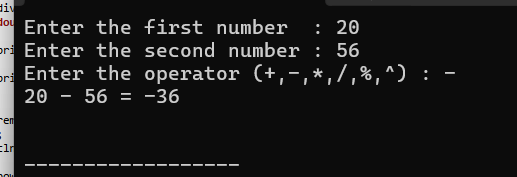 Enter the first number  : 20
Enter the second number : 56
Enter the operator (+,-,*,/,%,^) : -
20 - 56 = -36
------------------